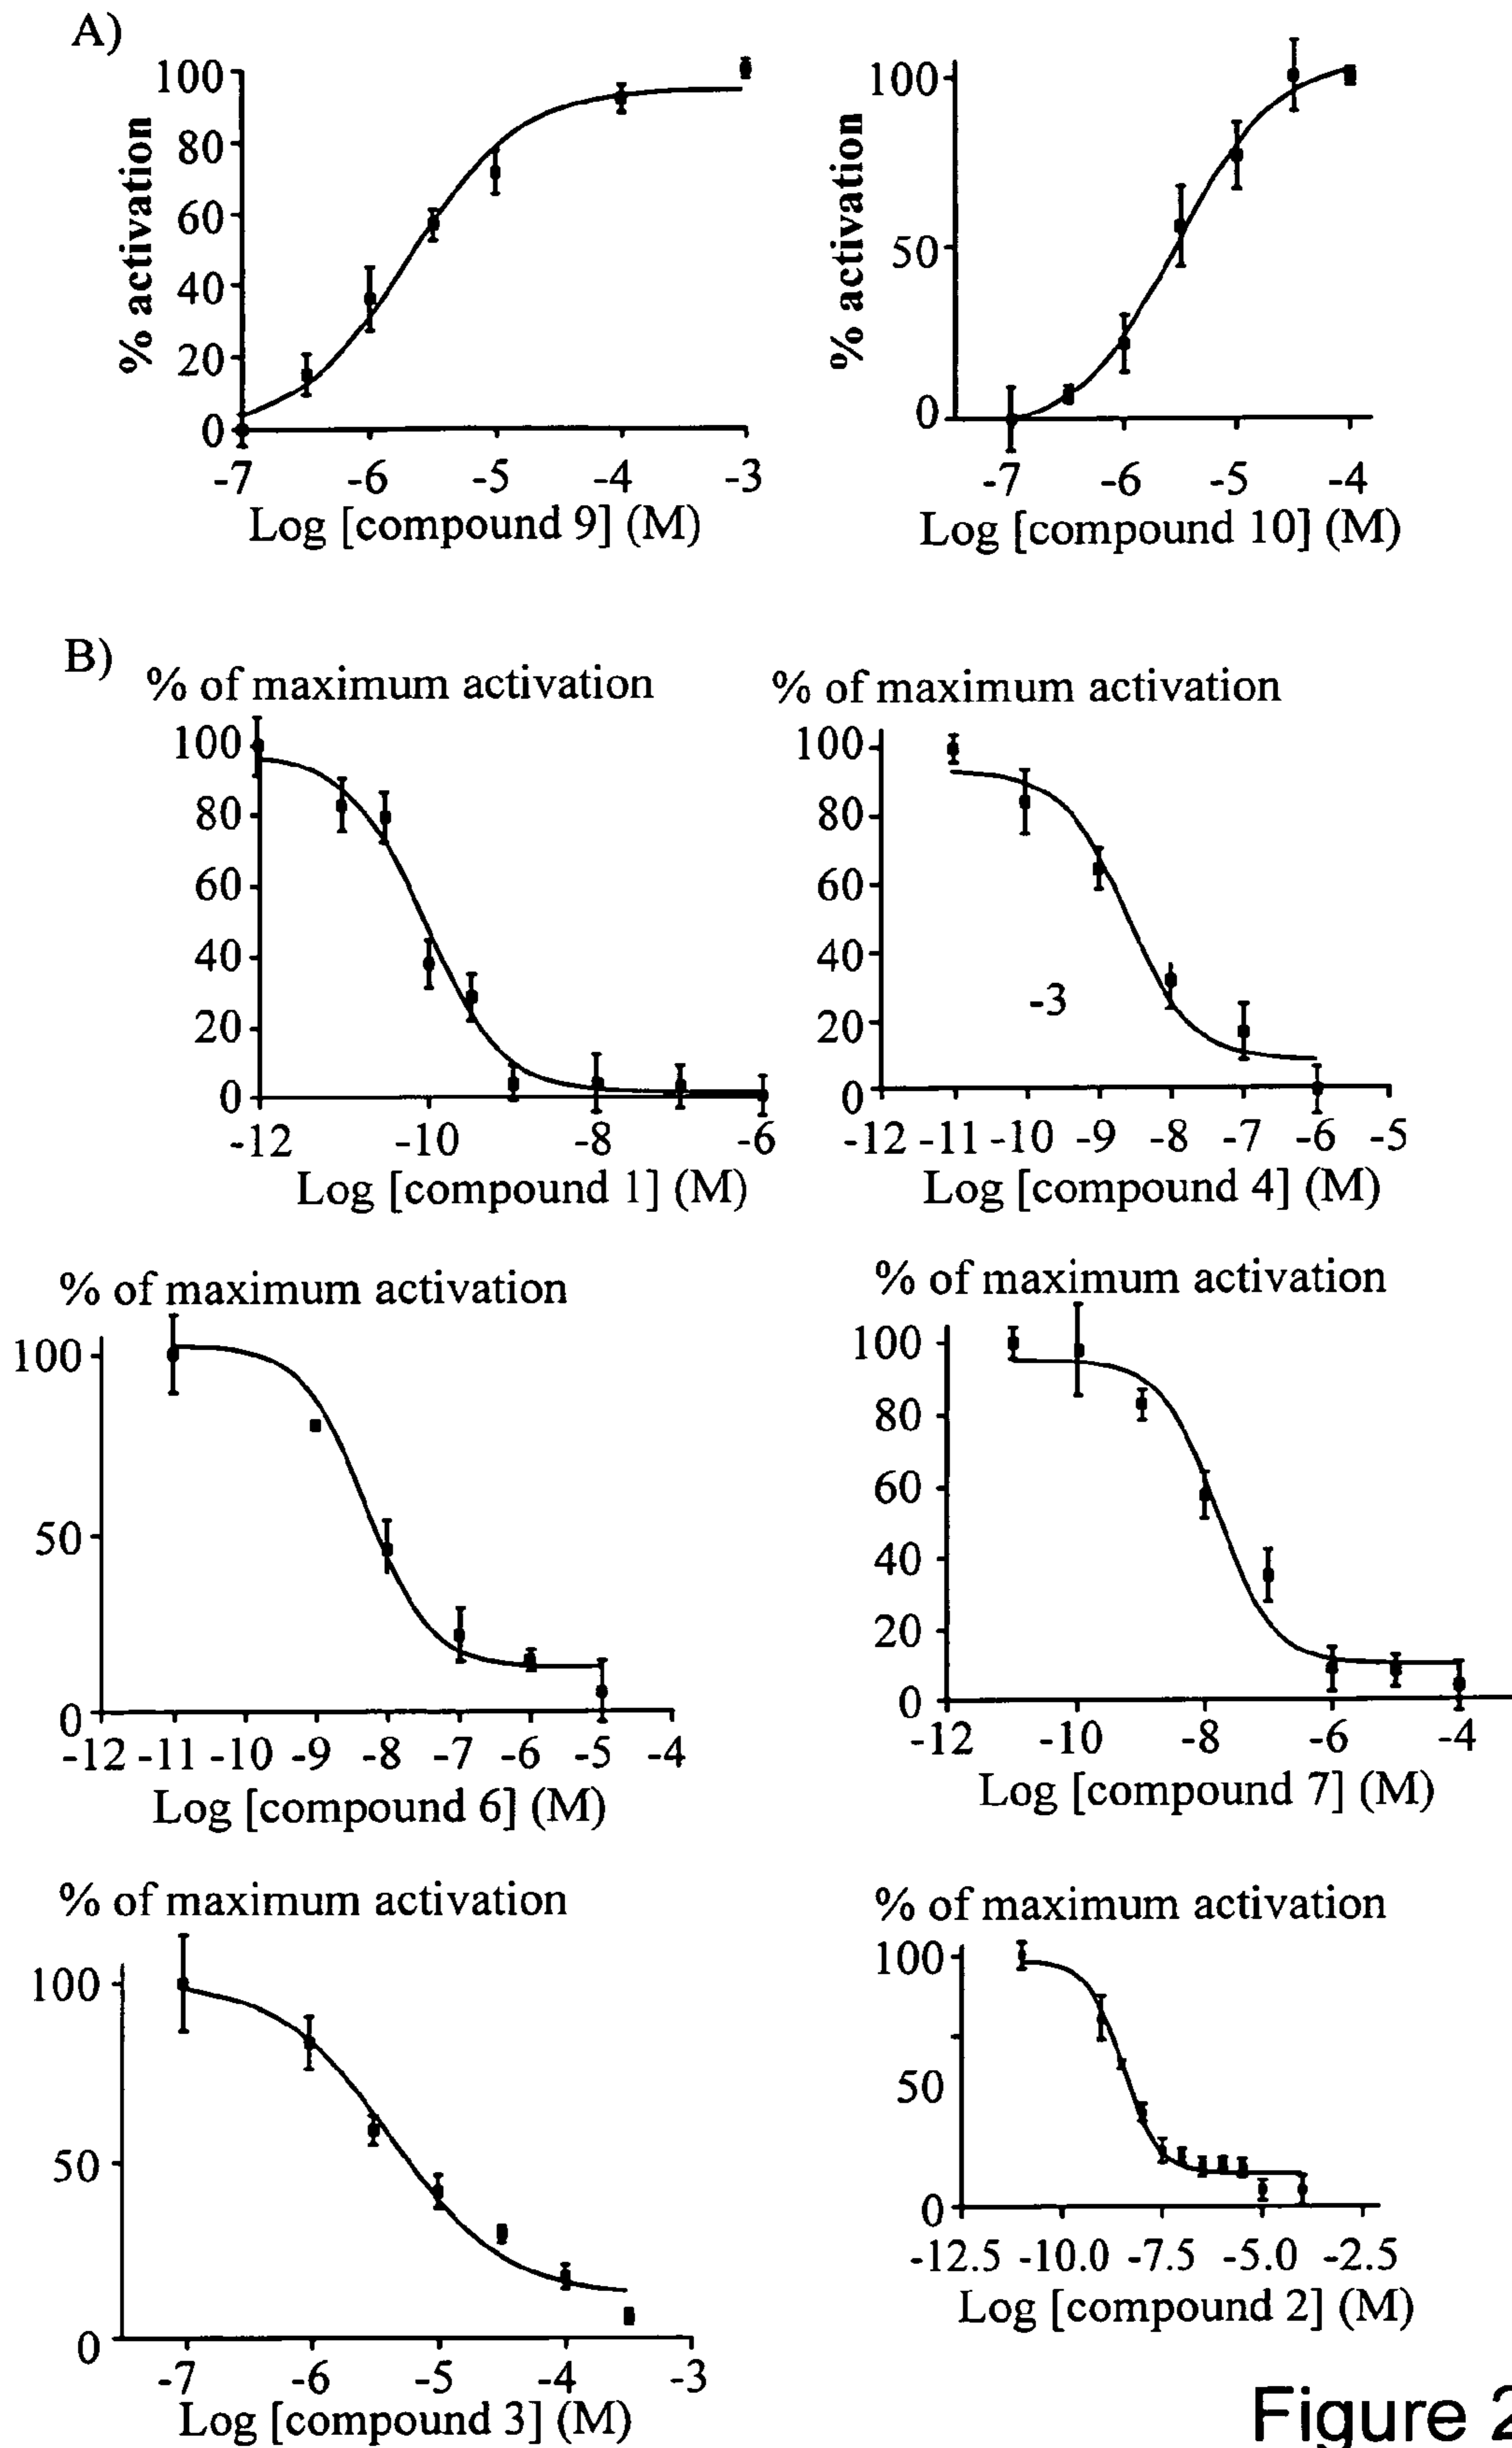 A)
% activation
100
80
60
40
20
0
-7 -6 -5 -4 -3
Log [compound 9] (M)
% activation
100
50
0
-7 -6 -5 -4
Log [compound 10] (M)
B)
% of maximum activation
100
80
60
40
20
0
-12 -10 -8 -6
Log [compound 1] (M)
% of maximum activation
100
80
60
40
20
0
-3
-12 -11 -10 -9 -8 -7 -6 -5
Log [compound 4] (M)
% of maximum activation
100
50
0
-12 -11 -10 -9 -8 -7 -6 -5 -4
Log [compound 6] (M)
% of maximum activation
100
80
60
40
20
0
-12 -10 -8 -6 -4
Log [compound 7] (M)
% of maximum activation
100
50
0
-7 -6 -5 -4 -3
Log [compound 3] (M)
% of maximum activation
100
50
0
-12.5 -10.0 -7.5 -5.0 -2.5
Log [compound 2] (M)
Figure 2